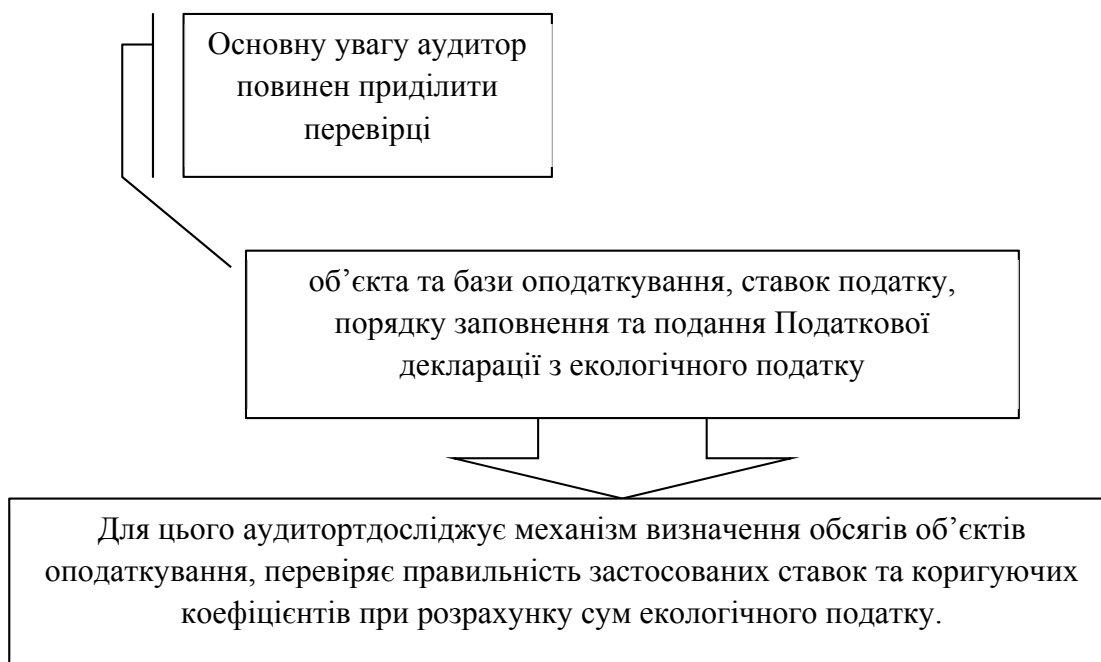 Основну увагу аудитор
повинен приділити
перевірці
об’єкта та бази оподаткування, ставок податку,
порядку заповнення та подання Податкової
декларації з екологічного податку
Для цього аудитортдосліджує механізм визначення обсягів об’єктів
оподаткування, перевіряє правильність застосованих ставок та коригуючих
коефіцієнтів при розрахунку сум екологічного податку.